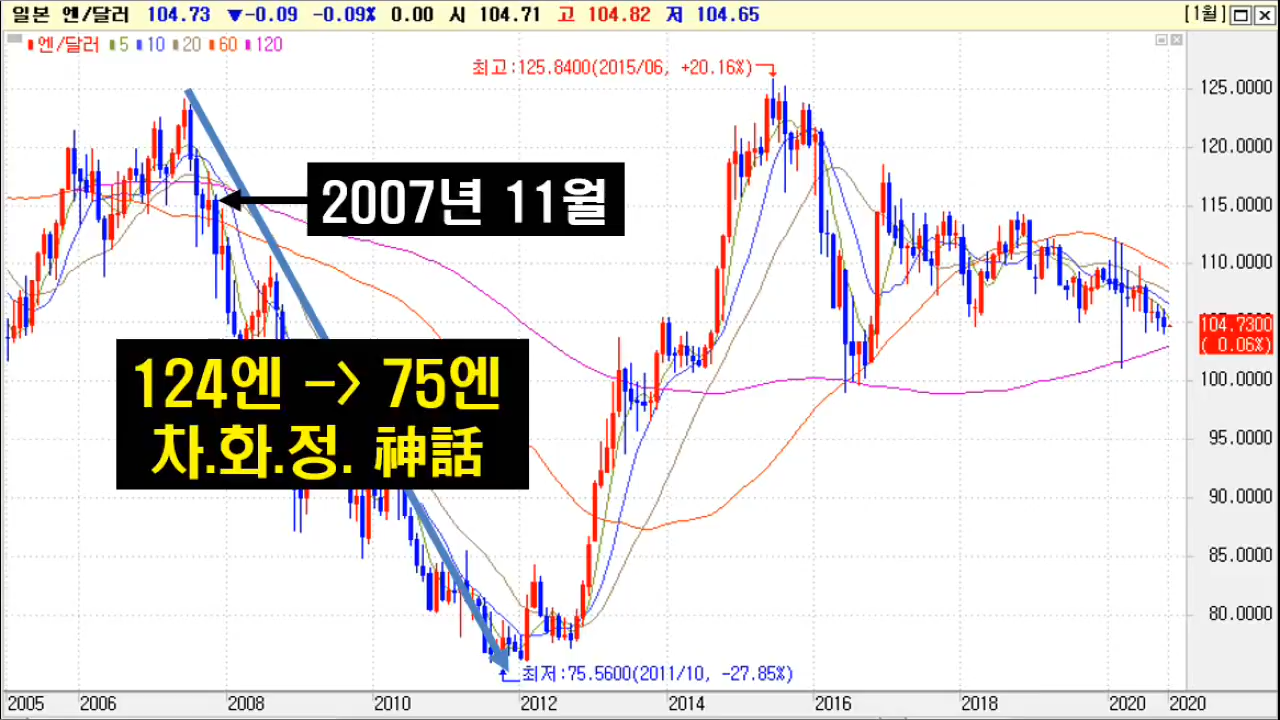 일본 엔/달러 104.73 ▼-0.09 -0.09% 0.00 시 104.71 고 104.82 저 104.65 [1월]
엔/달러 5 10 20 60 120
최고:125.8400(2015/06, +20.16%)
125.0000
120.0000
2007년 11월
115.0000
110.0000
104.7300
( 0.06%)
124엔 -> 75엔
100.0000
차.화.정. 神話
95.0000
90.0000
85.0000
80.0000
최저:75.5600(2011/10, -27.85%)
2005 2006 2008 2010 2012 2014 2016 2018 2020 2020